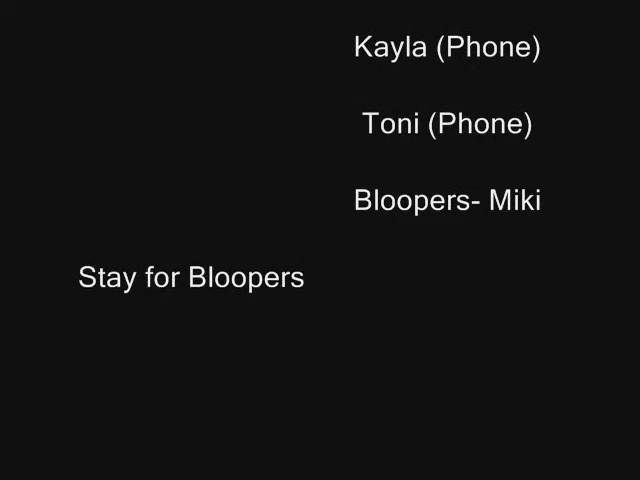 Kayla (Phone)
Toni (Phone)
Bloopers- Miki
Stay for Bloopers